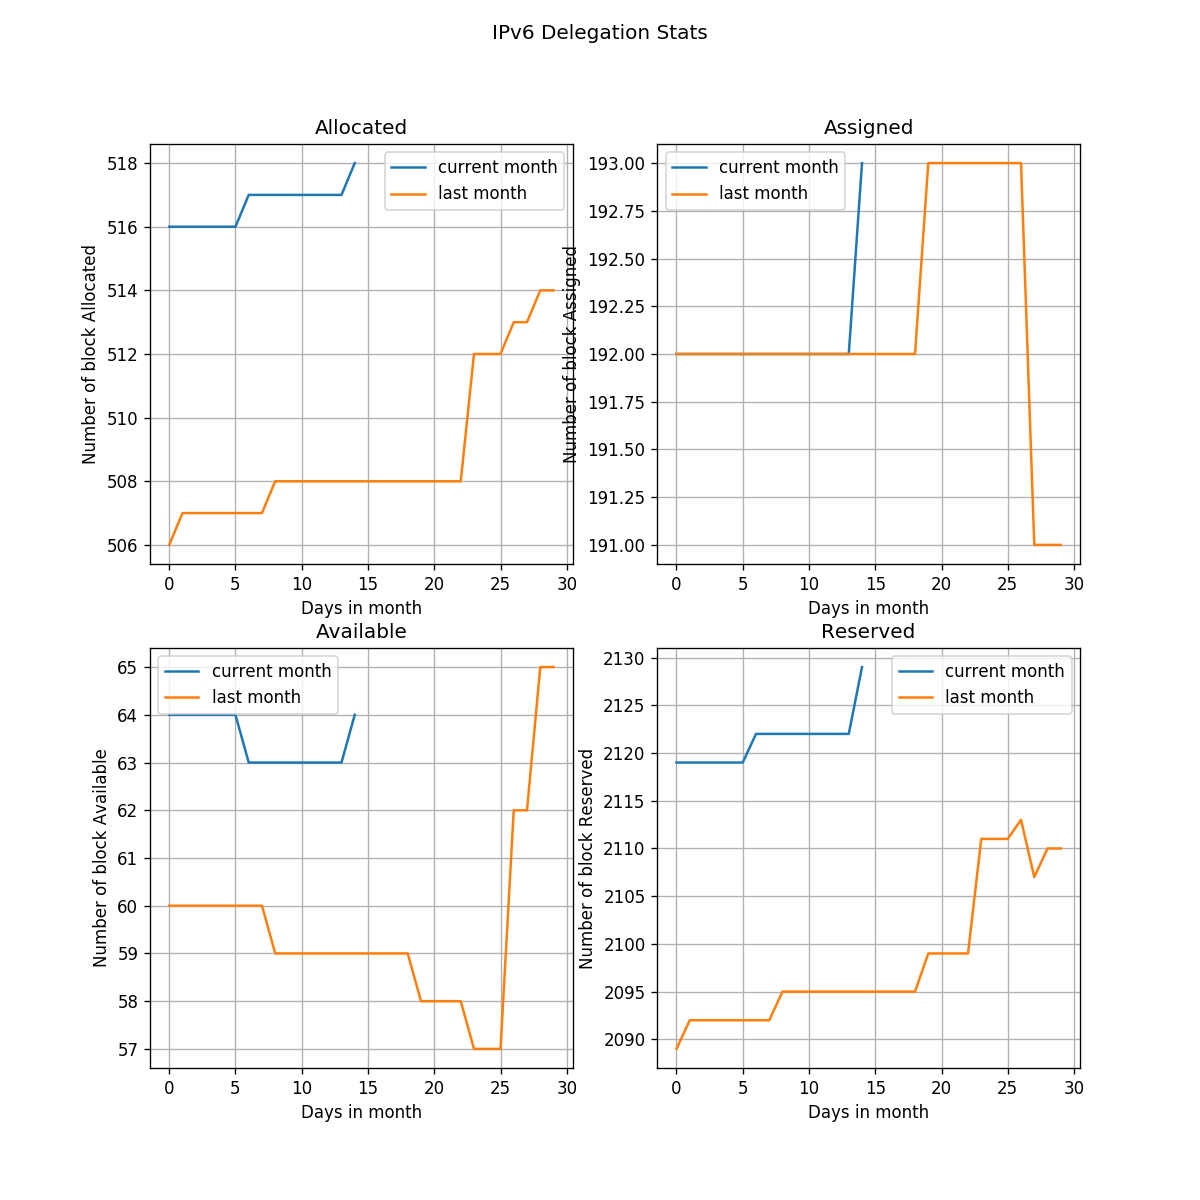 IPv6 Delegation Stats
Allocated
518
516
514
512
510
508
506
Number of block Allocated
current month
last month
0 5 10 15 20 25 30
Days in month
Assigned
193.00
192.75
192.50
192.25
192.00
191.75
191.50
191.25
191.00
Number of block Assigned
current month
last month
0 5 10 15 20 25 30
Days in month
Available
65
64
63
62
61
60
59
58
57
Number of block Available
current month
last month
0 5 10 15 20 25 30
Days in month
Reserved
2130
2125
2120
2115
2110
2105
2100
2095
2090
Number of block Reserved
current month
last month
0 5 10 15 20 25 30
Days in month